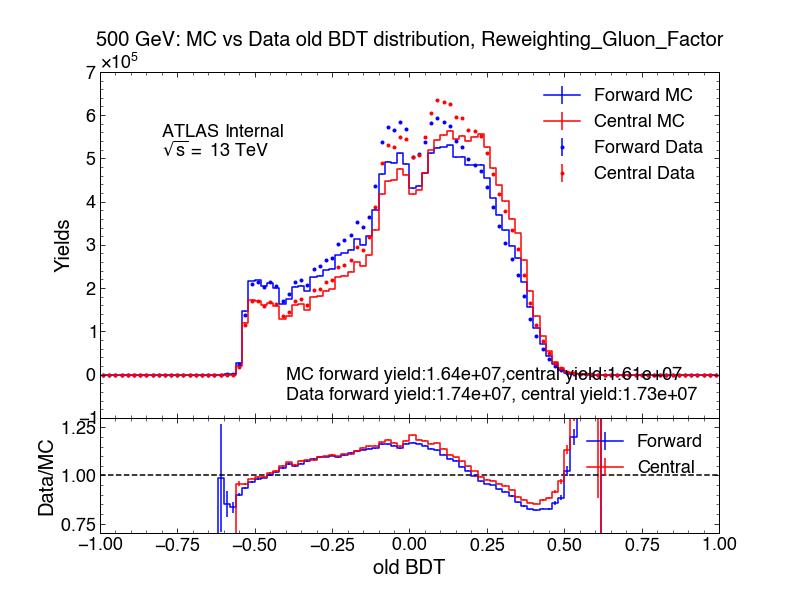 500 GeV: MC vs Data old BDT distribution, Reweighting_Gluon_Factor
×10⁵
7
6
5
4
3
2
1
0
−1
Yields
ATLAS Internal
√s = 13 TeV
Forward MC
Central MC
Forward Data
Central Data
MC forward yield:1.64e+07,central yield:1.61e+07
Data forward yield:1.74e+07, central yield:1.73e+07
1.25
1.00
0.75
Data/MC
Forward
Central
−1.00 −0.75 −0.50 −0.25 0.00 0.25 0.50 0.75 1.00
old BDT